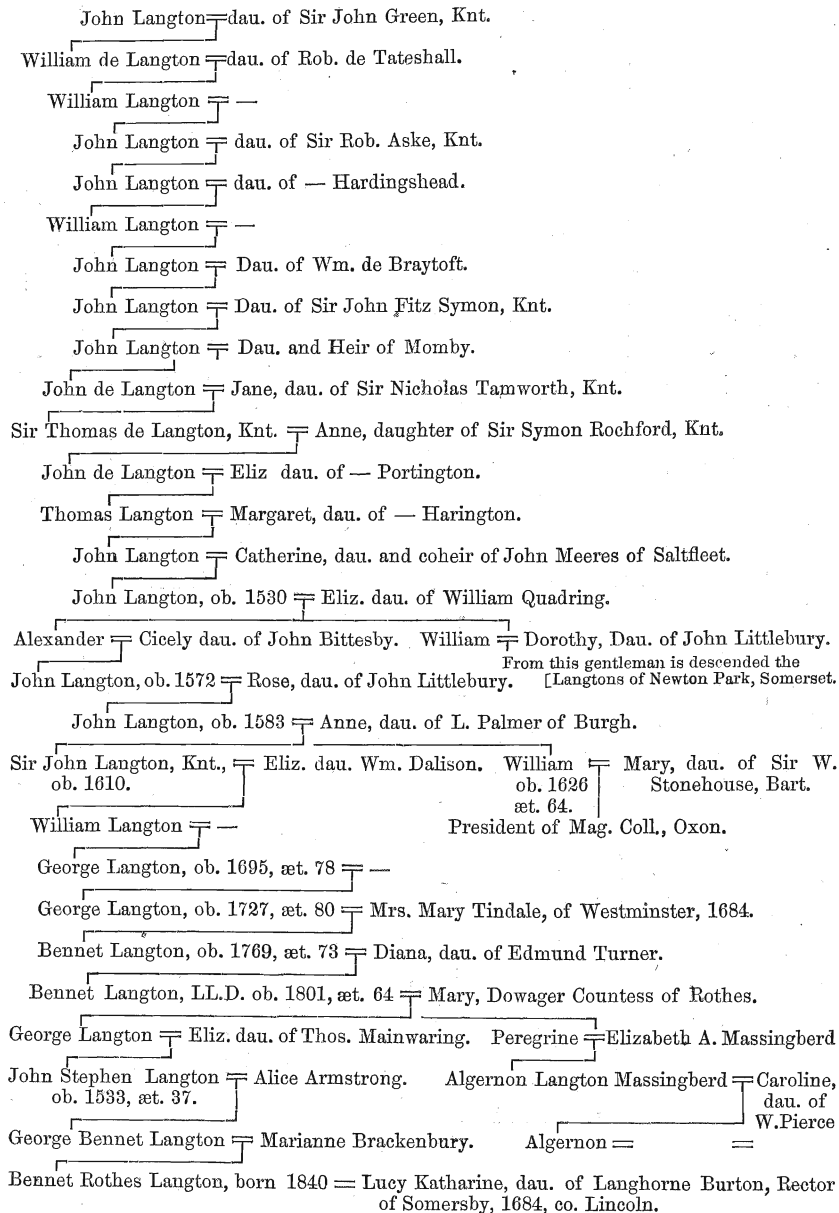 John Langton=dau. of Sir John Green, Knt.
William de Langton=dau. of Rob. de Tateshall.
William Langton = —
John Langton = dau. of Sir Rob. Aske, Knt.
John Langton = dau. of — Hardingshead.
William Langton = —
John Langton = Dau. of Wm. de Braytoft.
John Langton = Dau. of Sir John Fitz Symon, Knt.
John Langton = Dau. and Heir of Momby.
John de Langton = Jane, dau. of Sir Nicholas Tamworth, Knt.
Sir Thomas de Langton, Knt. = Anne, daughter of Sir Symon Rochford, Knt.
John de Langton = Eliz dau. of — Portington.
Thomas Langton = Margaret, dau. of — Harington.
John Langton = Catherine, dau. and coheir of John Meeres of Saltfleet.
John Langton, ob. 1530 = Eliz. dau. of William Quadring.
Alexander = Cicely dau. of John Bittesby. William = Dorothy, Dau. of John Littlebury.
From this gentleman is descended the
John Langton, ob. 1572 = Rose, dau. of John Littlebury. [Langtons of Newton Park, Somerset.
John Langton, ob. 1583 = Anne, dau. of L. Palmer of Burgh.
Sir John Langton, Knt., = Eliz. dau. Wm. Dalison. William = Mary, dau. of Sir W.
ob. 1610. ob. 1626 Stonehouse, Bart.
æt. 64.
William Langton = — President of Mag. Coll., Oxon.
George Langton, ob. 1695, æt. 78 = —
George Langton, ob. 1727, æt. 80 = Mrs. Mary Tindale, of Westminster, 1684.
Bennet Langton, ob. 1769, æt. 73 = Diana, dau. of Edmund Turner.
Bennet Langton, LL.D. ob. 1801, æt. 64 = Mary, Dowager Countess of Rothes.
George Langton = Eliz. dau. of Thos. Mainwaring. Peregrine = Elizabeth A. Massingberd
John Stephen Langton = Alice Armstrong. Algernon Langton Massingberd = Caroline,
ob. 1533, æt. 37. dau. of
W.Pierce
George Bennet Langton = Marianne Brackenbury. Algernon = =
Bennet Rothes Langton, born 1840 = Lucy Katharine, dau. of Langhorne Burton, Rector
of Somersby, 1684, co. Lincoln.